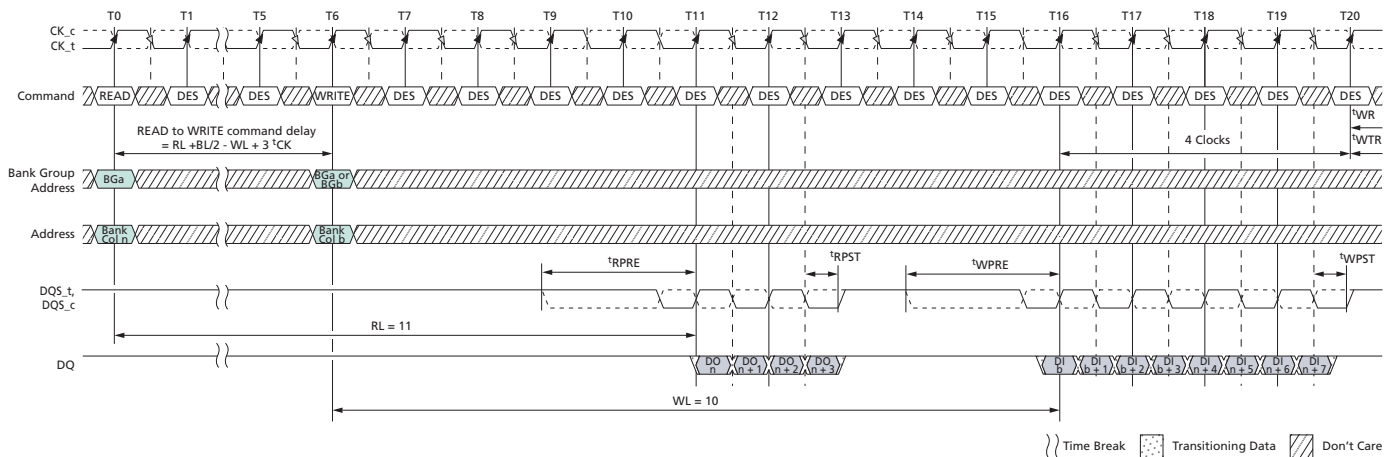 T0 T1 T5 T6 T7 T8 T9 T10 T11 T12 T13 T14 T15 T16 T17 T18 T19 T20
CK_c
CK_t
Command READ DES DES WRITE DES DES DES DES DES DES DES DES DES DES DES DES DES DES
READ to WRITE command delay
= RL +BL/2 - WL + 3 tCK
tWR
4 Clocks
tWTR
Bank Group
Address
BGa
BGa or
BGb
Address
Bank
Col n
Bank
Col b
tRPRE tRPST tWPRE tWPST
DQS_t,
DQS_c
RL = 11
DQ
DO
n
DO
n + 1
DO
n + 2
DO
n + 3
DI
b
DI
b + 1
DI
b + 2
DI
b + 3
DI
n + 4
DI
n + 5
DI
n + 6
DI
n + 7
WL = 10
Time Break Transitioning Data Don't Care